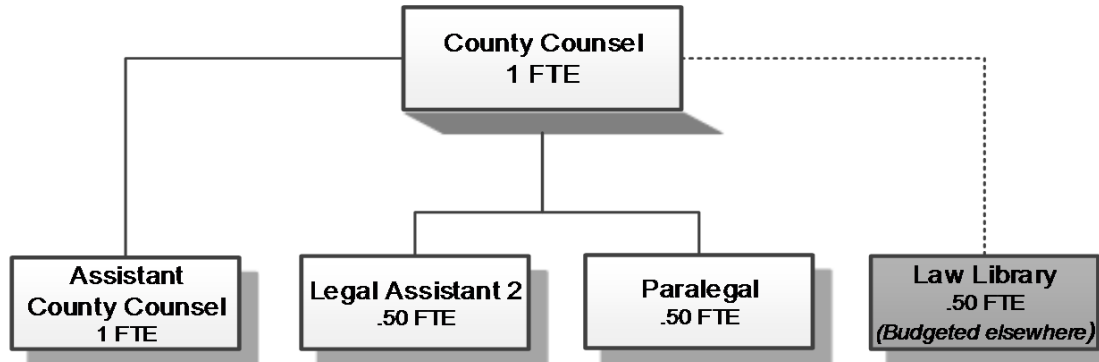 County Counsel
1 FTE
Assistant
County Counsel
1 FTE
Legal Assistant 2
.50 FTE
Paralegal
.50 FTE
Law Library
.50 FTE
(Budgeted elsewhere)